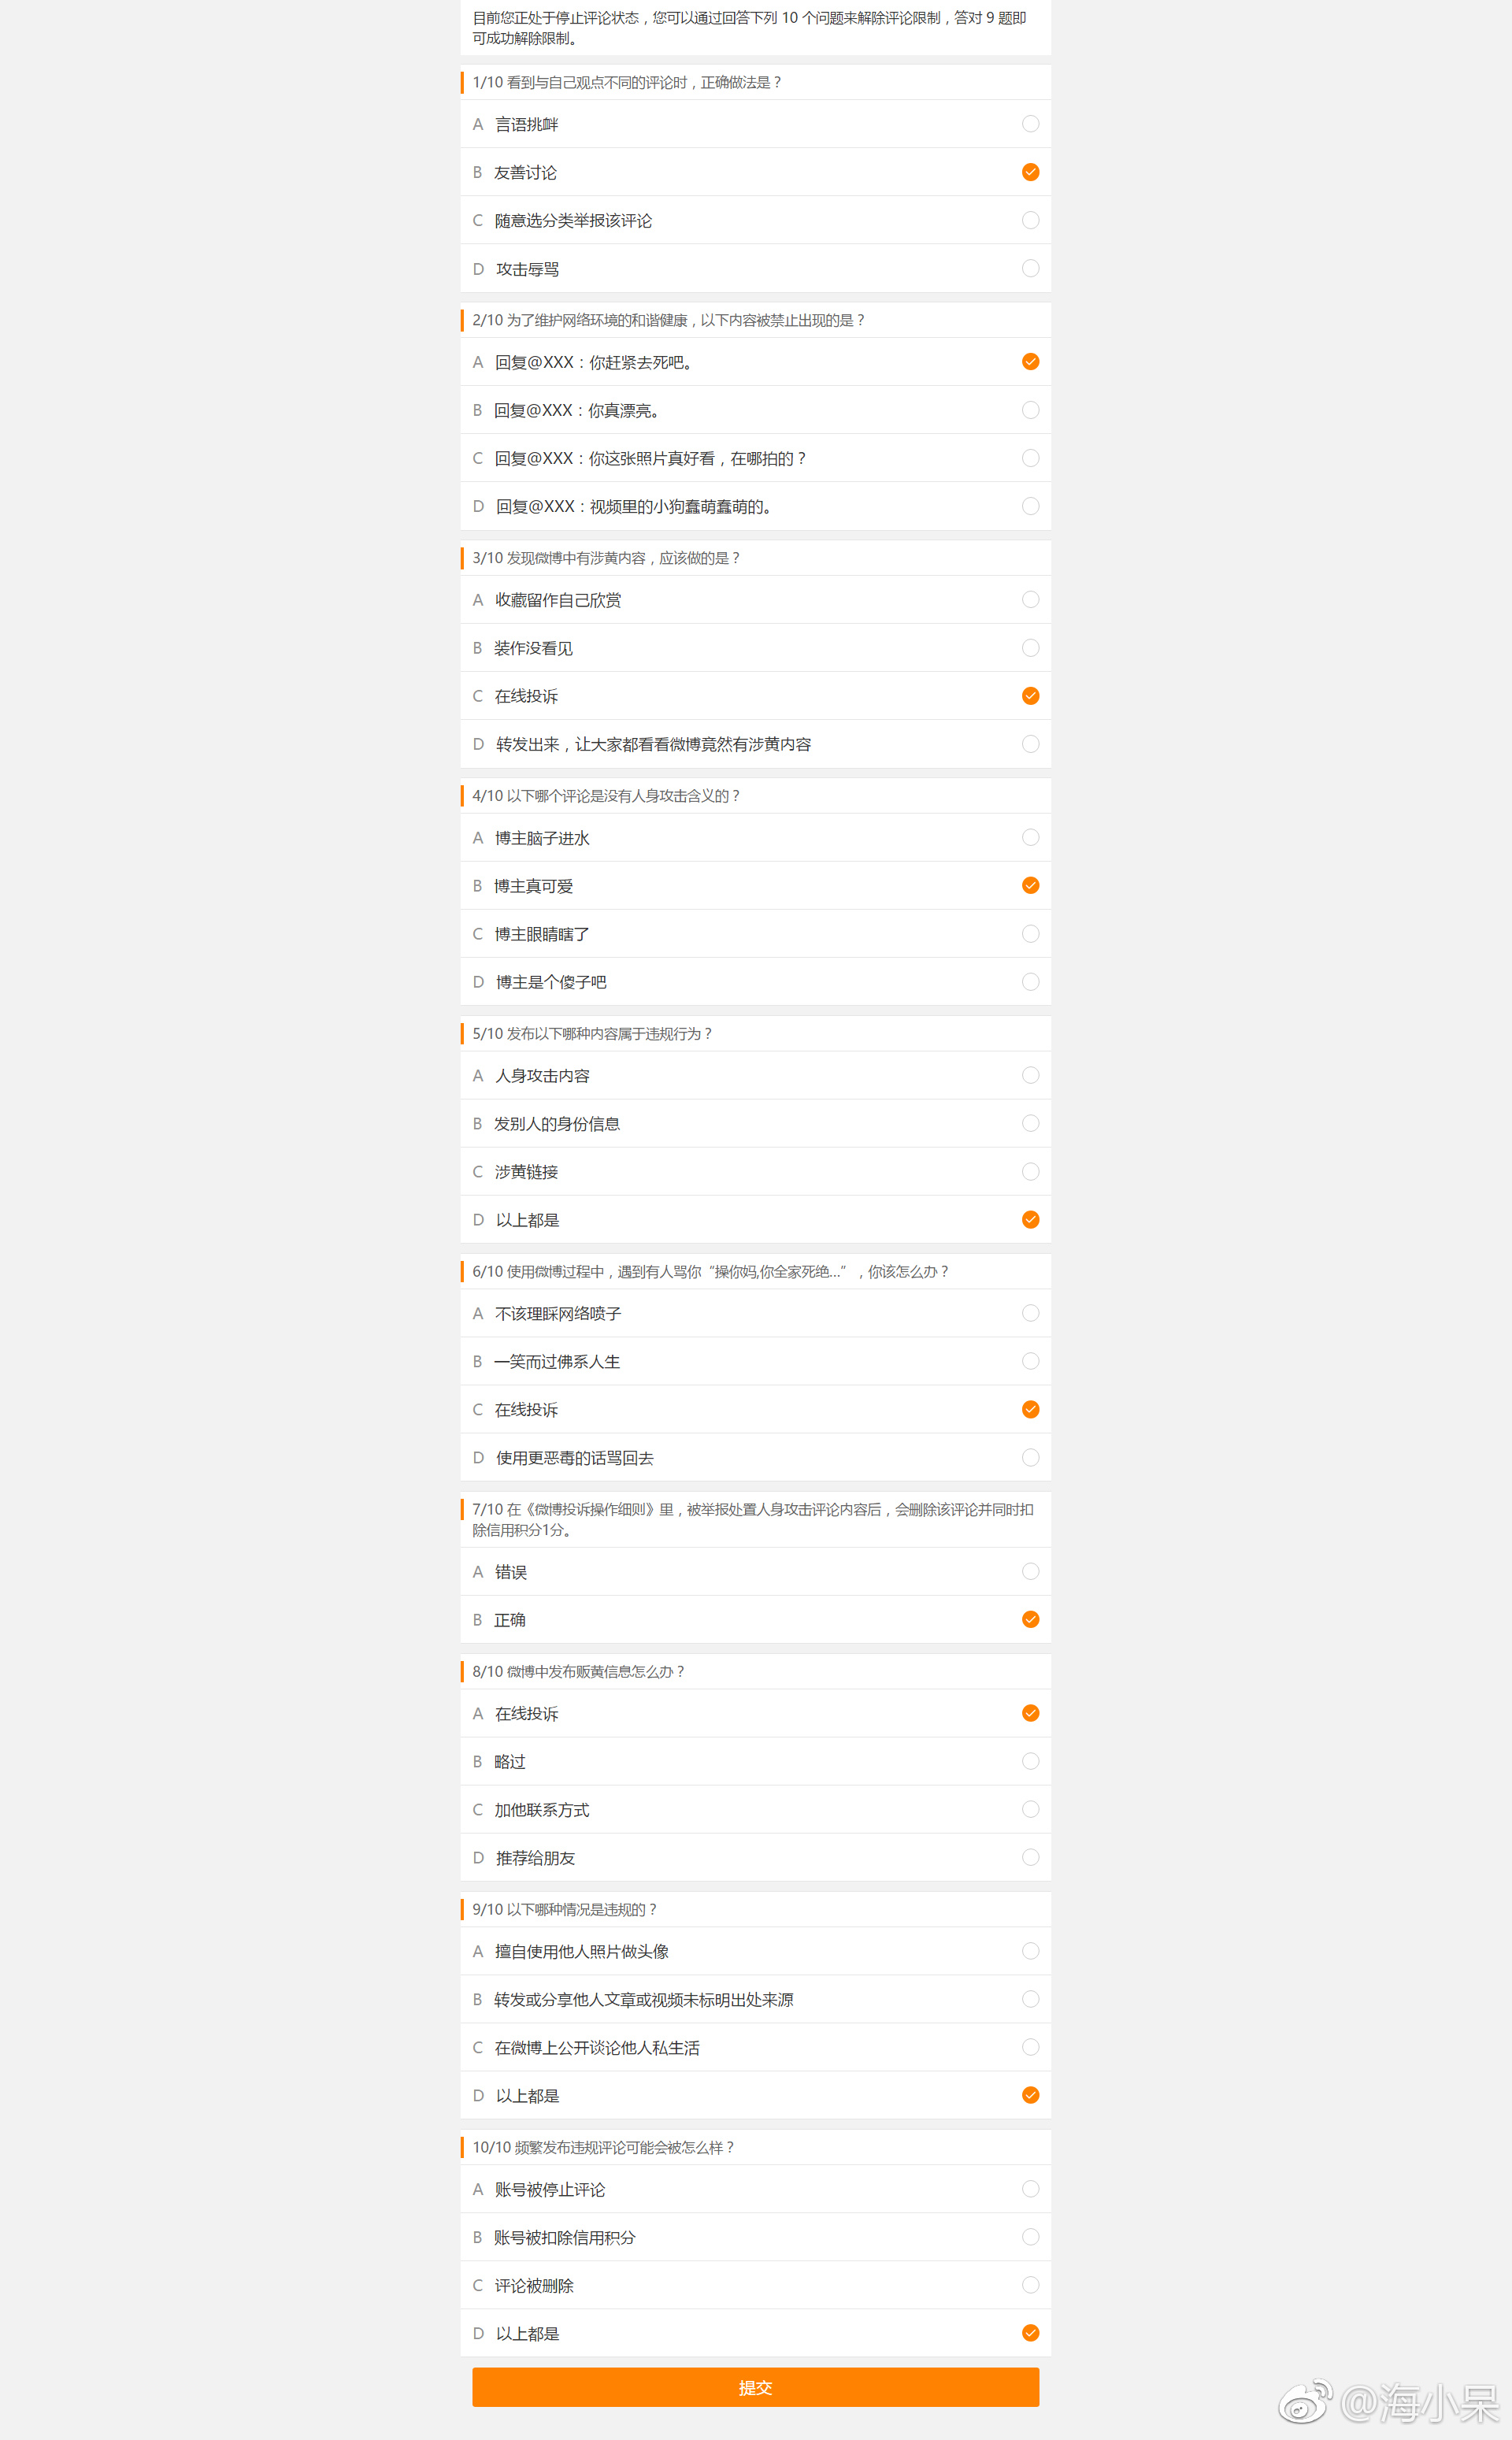 目前您正处于停止评论状态，您可以通过回答下列 10 个问题来解除评论限制，答对 9 题即
可成功解除限制。
1/10 看到与自己观点不同的评论时，正确做法是？
A 言语挑衅
B 友善讨论
C 随意选分类举报该评论
D 攻击辱骂
2/10 为了维护网络环境的和谐健康，以下内容被禁止出现的是？
A 回复@XXX：你赶紧去死吧。
B 回复@XXX：你真漂亮。
C 回复@XXX：你这张照片真好看，在哪拍的？
D 回复@XXX：视频里的小狗蠢萌蠢萌的。
3/10 发现微博中有涉黄内容，应该做的是？
A 收藏留作自己欣赏
B 装作没看见
C 在线投诉
D 转发出来，让大家都看看微博竟然有涉黄内容
4/10 以下哪个评论是没有人身攻击含义的？
A 博主脑子进水
B 博主真可爱
C 博主眼睛瞎了
D 博主是个傻子吧
5/10 发布以下哪种内容属于违规行为？
A 人身攻击内容
B 发别人的身份信息
C 涉黄链接
D 以上都是
6/10 使用微博过程中，遇到有人骂你“操你妈,你全家死绝...”，你该怎么办？
A 不该理睬网络喷子
B 一笑而过佛系人生
C 在线投诉
D 使用更恶毒的话骂回去
7/10 在《微博投诉操作细则》里，被举报处置人身攻击评论内容后，会删除该评论并同时扣
除信用积分1分。
A 错误
B 正确
8/10 微博中发布贩黄信息怎么办？
A 在线投诉
B 略过
C 加他联系方式
D 推荐给朋友
9/10 以下哪种情况是违规的？
A 擅自使用他人照片做头像
B 转发或分享他人文章或视频未标明出处来源
C 在微博上公开谈论他人私生活
D 以上都是
10/10 频繁发布违规评论可能会被怎么样？
A 账号被停止评论
B 账号被扣除信用积分
C 评论被删除
D 以上都是
提交
@海小呆